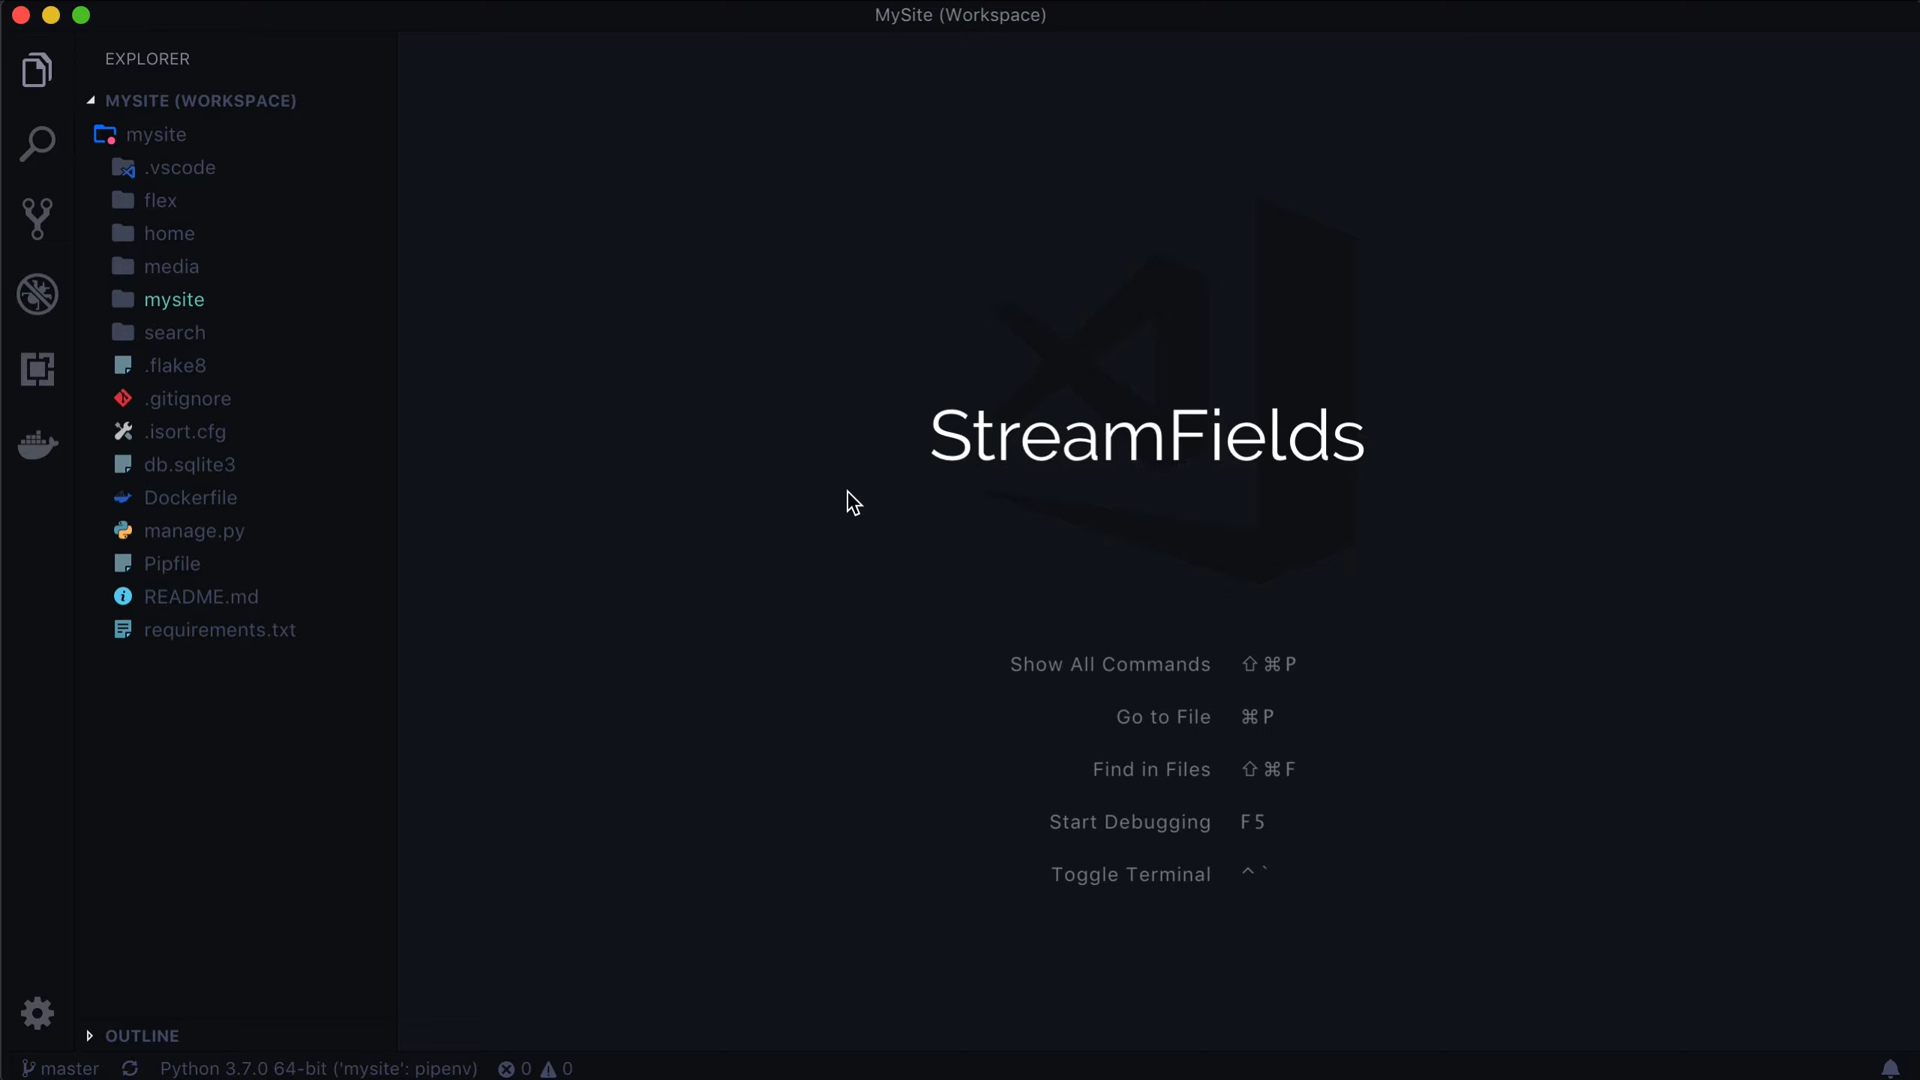 MySite (Workspace)
EXPLORER
MYSITE (WORKSPACE)
mysite
.vscode
flex
home
media
mysite
search
.flake8
.gitignore
.isort.cfg
db.sqlite3
Dockerfile
manage.py
Pipfile
README.md
requirements.txt
StreamFields
Show All Commands ⇧⌘P
Go to File ⌘P
Find in Files ⇧⌘F
Start Debugging F5
Toggle Terminal ^`
OUTLINE
master Python 3.7.0 64-bit ('mysite': pipenv) 0 0